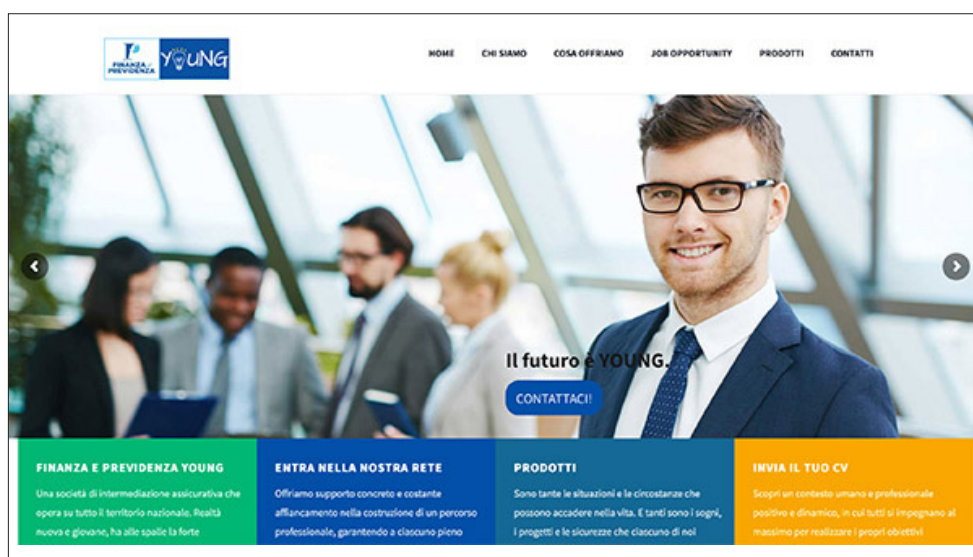 FINANZA E
PREVIDENZA
YOUNG
HOME CHI SIAMO COSA OFFRIAMO JOB OPPORTUNITY PRODOTTI CONTATTI
Il futuro è YOUNG.
CONTATTACI!
FINANZA E PREVIDENZA YOUNG
Una società di intermediazione assicurativa che
opera su tutto il territorio nazionale. Realtà
nuova e giovane, ha alle spalle la forte
ENTRA NELLA NOSTRA RETE
Offriamo supporto concreto e costante
affiancamento nella costruzione di un percorso
professionale, garantendo a ciascuno pieno
PRODOTTI
Sono tante le situazioni e le circostanze che
possono accadere nella vita. E tanti sono i sogni,
i progetti e le sicurezze che ciascuno di noi
INVIA IL TUO CV
Scopri un contesto umano e professionale
positivo e dinamico, in cui tutti si impegnano al
massimo per realizzare i propri obiettivi